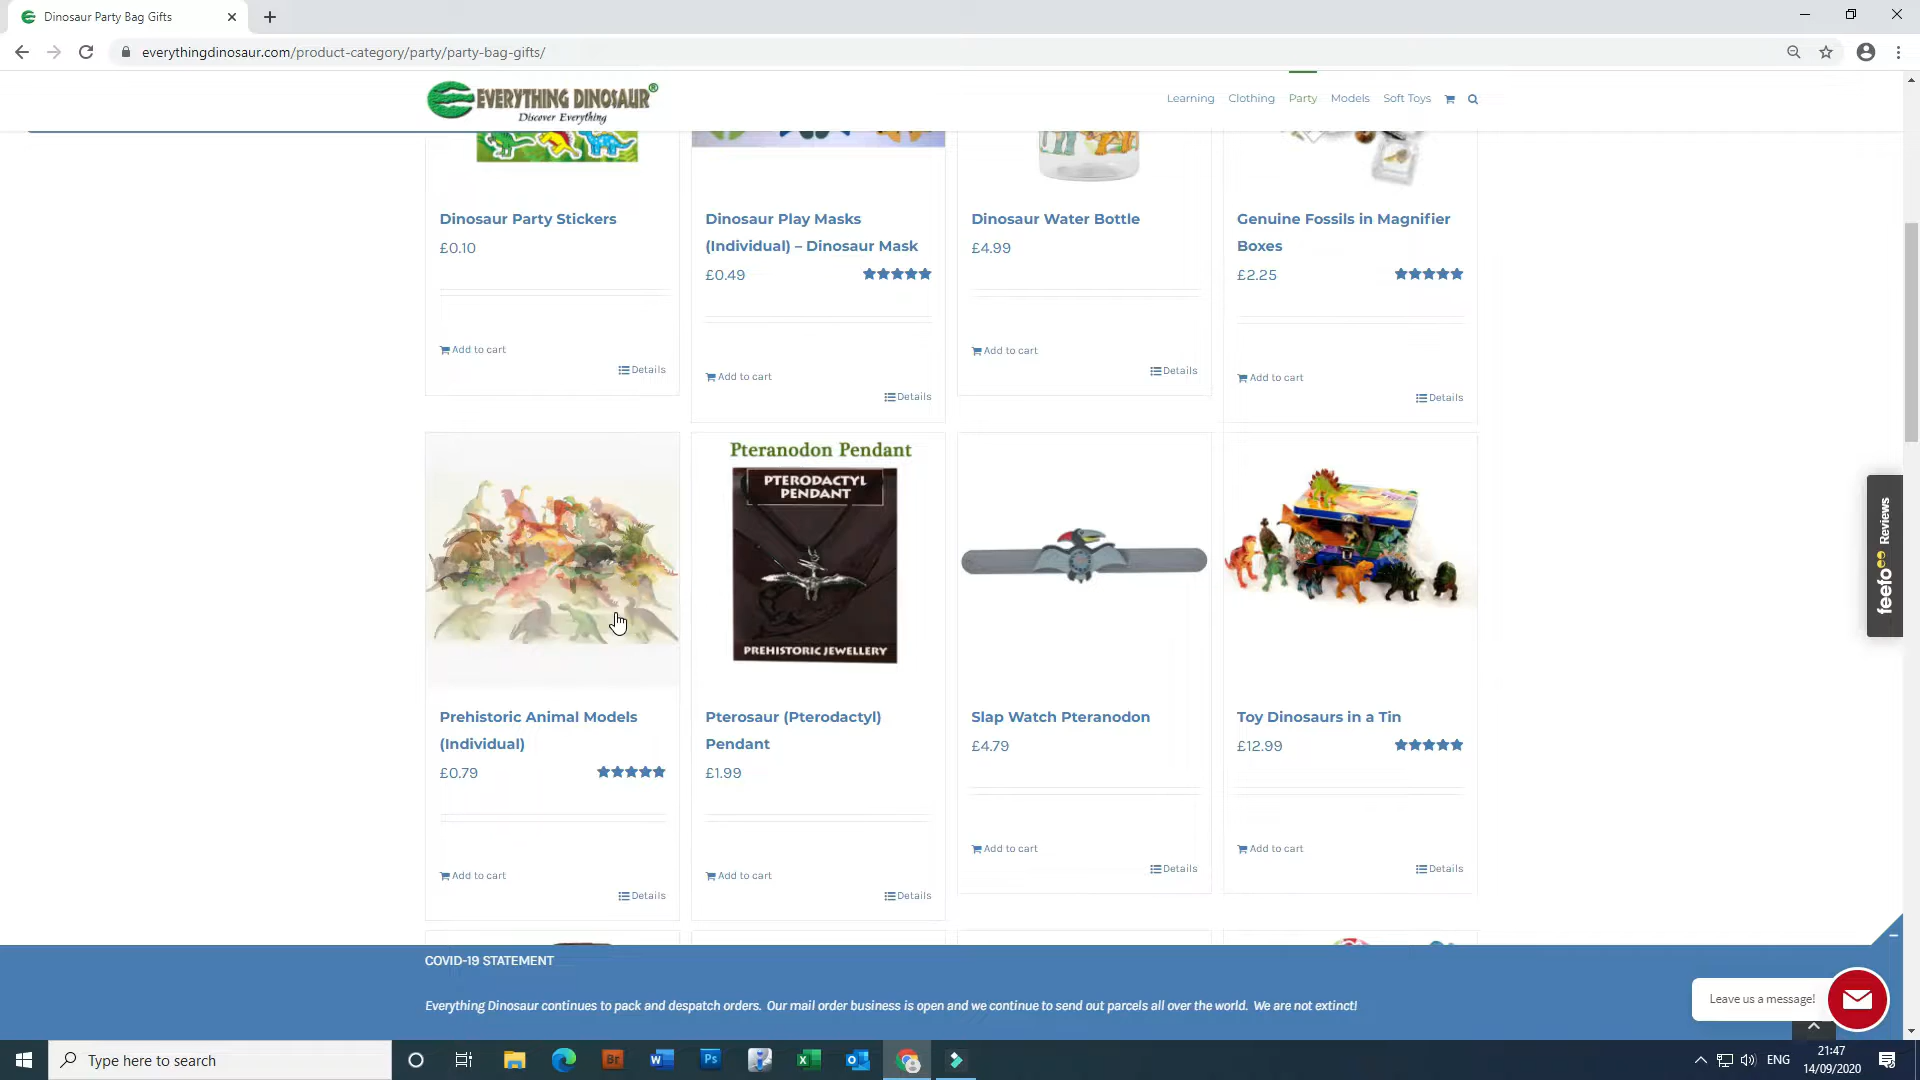 Dinosaur Party Bag Gifts
everythingdinosaur.com/product-category/party/party-bag-gifts/
EVERYTHING DINOSAUR®
Discover Everything
Learning
Clothing
Party
Models
Soft Toys
Dinosaur Party Stickers
£0.10
Add to cart
Details
Dinosaur Play Masks
(Individual) – Dinosaur Mask
£0.49
Add to cart
Details
Dinosaur Water Bottle
£4.99
Add to cart
Details
Genuine Fossils in Magnifier
Boxes
£2.25
Add to cart
Details
Prehistoric Animal Models
(Individual)
£0.79
Add to cart
Details
Pteranodon Pendant
PTERODACTYL
PENDANT
PREHISTORIC JEWELLERY
Pterosaur (Pterodactyl)
Pendant
£1.99
Add to cart
Details
Slap Watch Pteranodon
£4.79
Add to cart
Details
Toy Dinosaurs in a Tin
£12.99
Add to cart
Details
feefo Reviews
COVID-19 STATEMENT
Everything Dinosaur continues to pack and despatch orders. Our mail order business is open and we continue to send out parcels all over the world. We are not extinct!
Leave us a message!
Type here to search
Br
W
Ps
X
O
ENG
21:47
14/09/2020